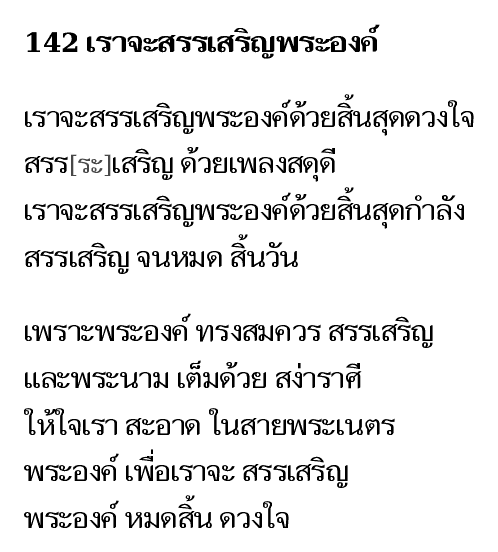 142 เราจะสรรเสริญพระองค์
เราจะสรรเสริญพระองค์ด้วยสิ้นสุดดวงใจ
สรร[ระ]เสริญ ด้วยเพลงสดุดี
เราจะสรรเสริญพระองค์ด้วยสิ้นสุดกำลัง
สรรเสริญ จนหมด สิ้นวัน
เพราะพระองค์ ทรงสมควร สรรเสริญ
และพระนาม เต็มด้วย สง่าราศี
ให้ใจเรา สะอาด ในสายพระเนตร
พระองค์ เพื่อเราจะ สรรเสริญ
พระองค์ หมดสิ้น ดวงใจ